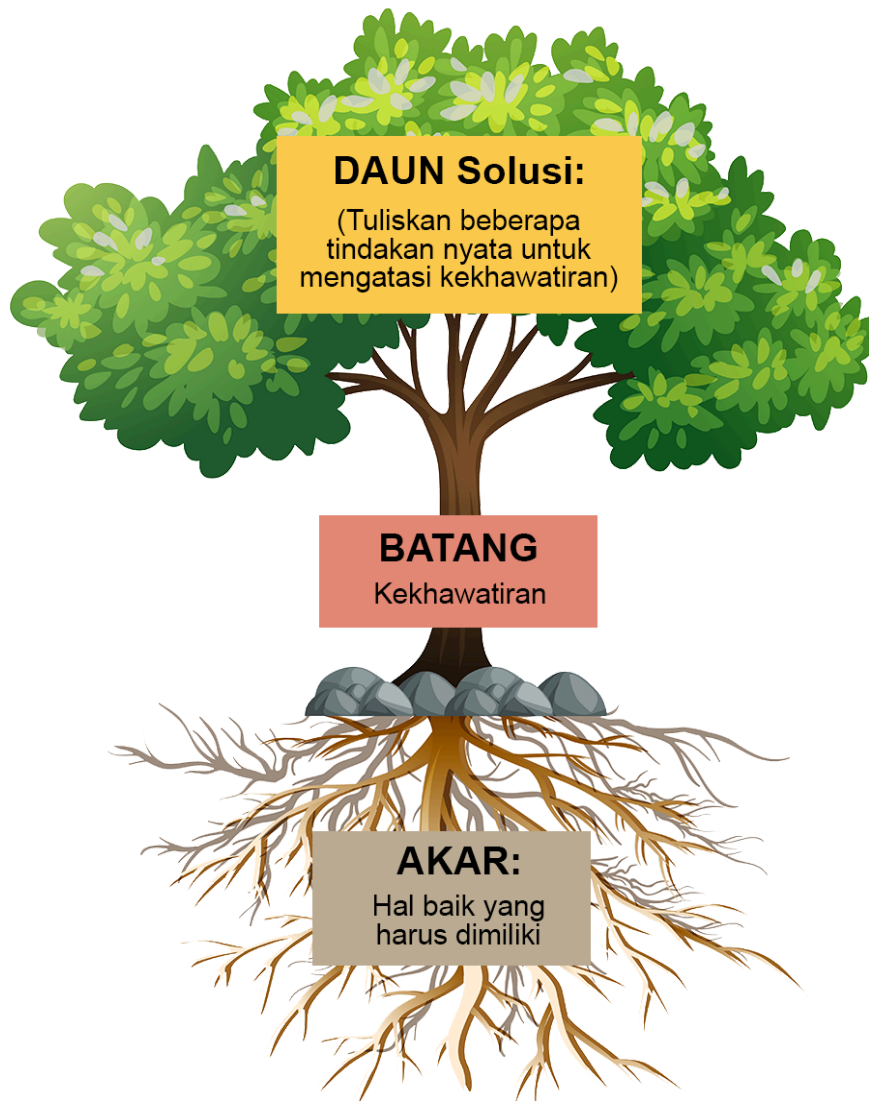 DAUN Solusi:
(Tuliskan beberapa
tindakan nyata untuk
mengatasi kekhawatiran)
BATANG
Kekhawatiran
AKAR:
Hal baik yang
harus dimiliki